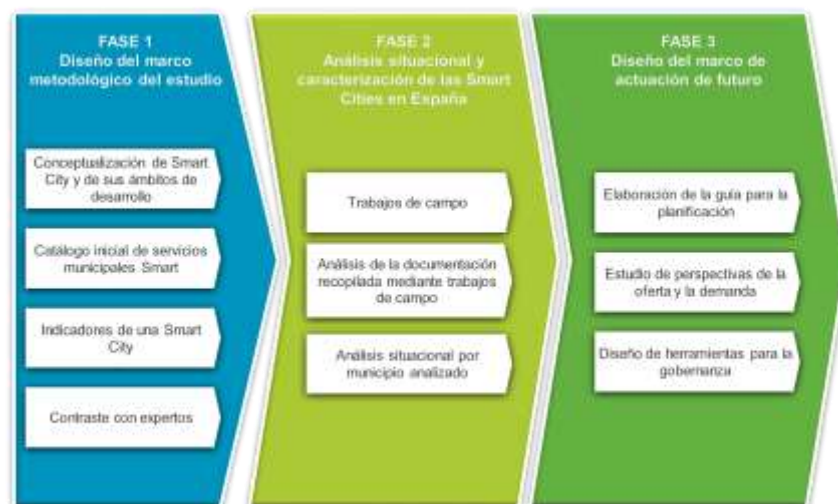 FASE 1
Diseño del marco
metodológico del estudio
Conceptualización de Smart
City y de sus ámbitos de
desarrollo
Catálogo inicial de servicios
municipales Smart
Indicadores de una Smart
City
Contraste con expertos
FASE 2
Análisis situacional y
caracterización de las Smart
Cities en España
Trabajos de campo
Análisis de la documentación
recopilada mediante trabajos
de campo
Análisis situacional por
municipio analizado
FASE 3
Diseño del marco de
actuación de futuro
Elaboración de la guía para la
planificación
Estudio de perspectivas de la
oferta y la demanda
Diseño de herramientas para la
gobernanza